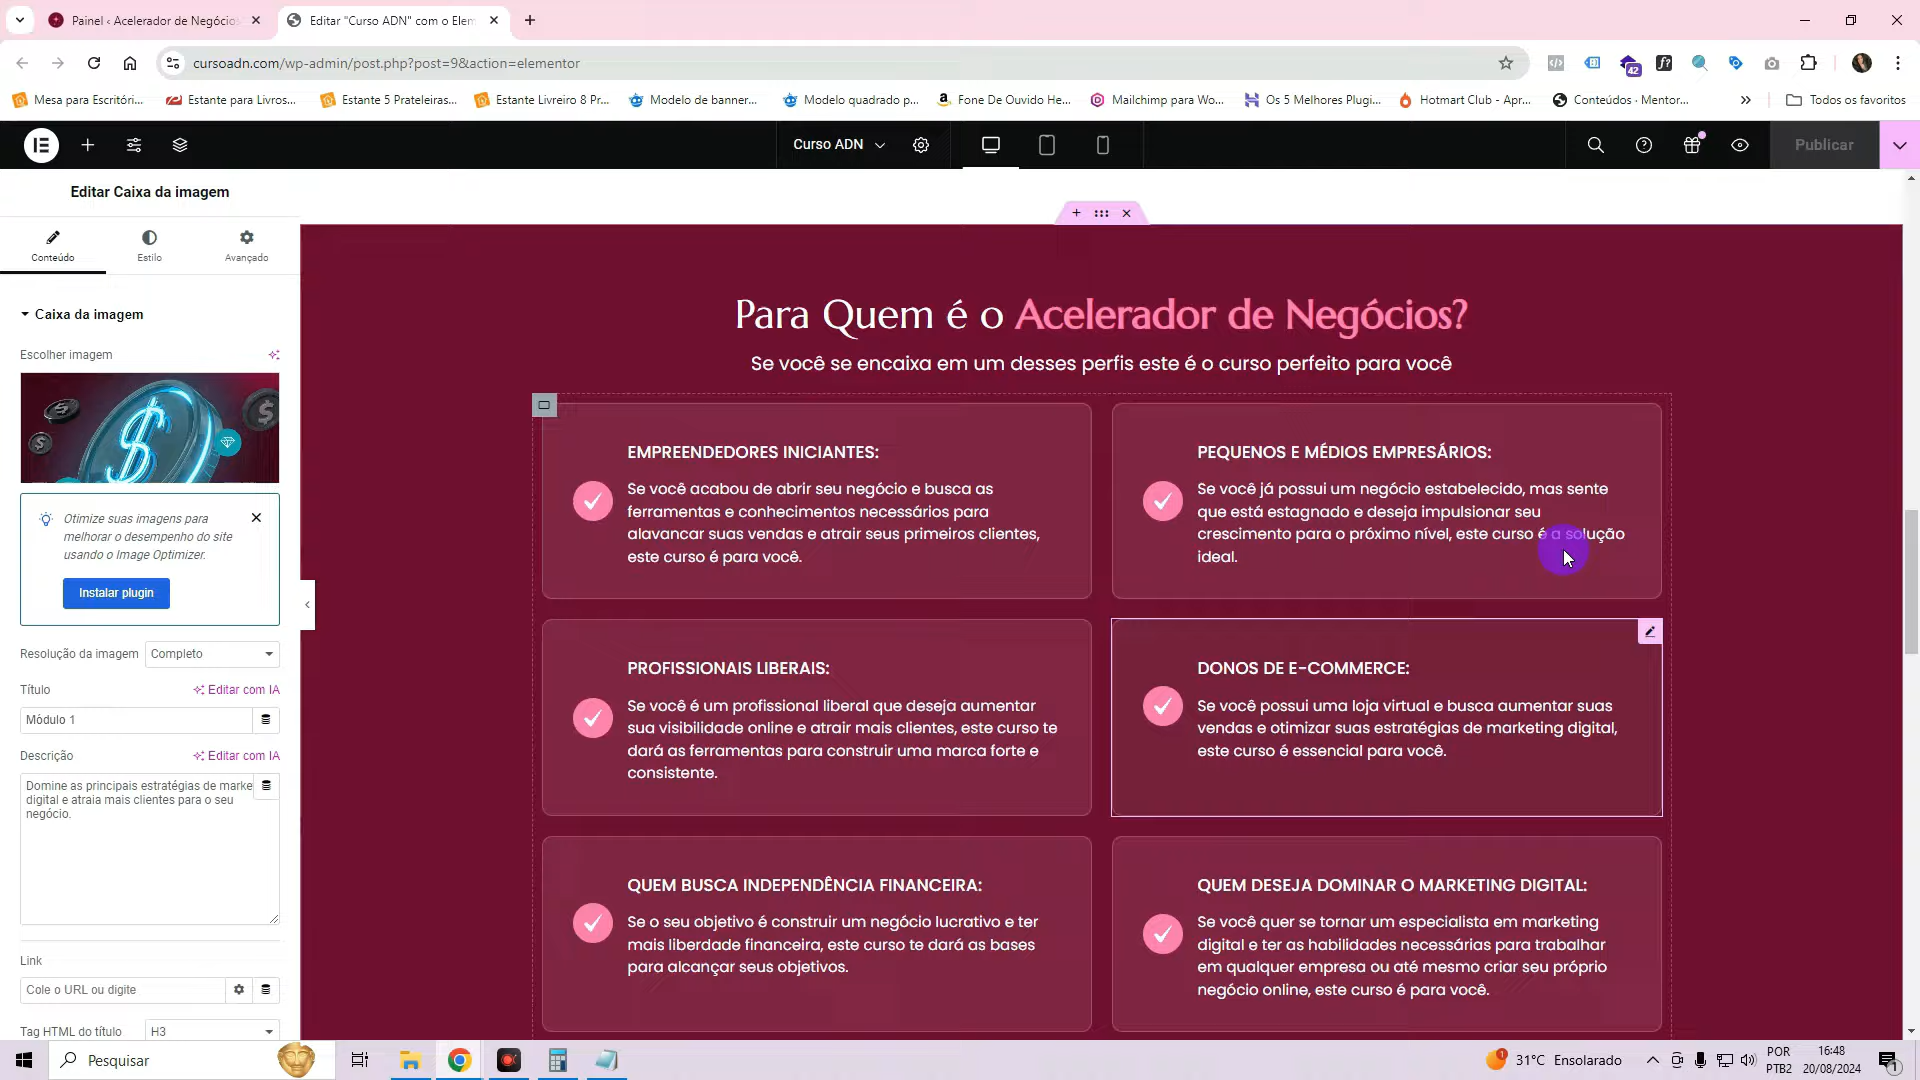 Painel ‹ Acelerador de Negócios
Editar "Curso ADN" com o Elem
cursoadn.com/wp-admin/post.php?post=9&action=elementor
42
Mesa para Escritóri...
Estante para Livros...
Estante 5 Prateleiras...
Estante Livreiro 8 Pr...
Modelo de banner...
Modelo quadrado p...
Fone De Ouvido He...
Mailchimp para Wo...
Os 5 Melhores Plugi...
Hotmart Club - Apr...
Conteúdos · Mentor...
Todos os favoritos
Curso ADN
Publicar
Editar Caixa da imagem
Conteúdo
Estilo
Avançado
Caixa da imagem
Escolher imagem
Otimize suas imagens para
melhorar o desempenho do site
usando o Image Optimizer.
Instalar plugin
Resolução da imagem
Completo
Título
Editar com IA
Módulo 1
Descrição
Editar com IA
Domine as principais estratégias de marke
digital e atraia mais clientes para o seu
negócio.
Link
Cole o URL ou digite
Tag HTML do título
H3
Para Quem é o Acelerador de Negócios?
Se você se encaixa em um desses perfis este é o curso perfeito para você
EMPREENDEDORES INICIANTES:
Se você acabou de abrir seu negócio e busca as
ferramentas e conhecimentos necessários para
alavancar suas vendas e atrair seus primeiros clientes,
este curso é para você.
PEQUENOS E MÉDIOS EMPRESÁRIOS:
Se você já possui um negócio estabelecido, mas sente
que está estagnado e deseja impulsionar seu
crescimento para o próximo nível, este curso é a solução
ideal.
PROFISSIONAIS LIBERAIS:
Se você é um profissional liberal que deseja aumentar
sua visibilidade online e atrair mais clientes, este curso te
dará as ferramentas para construir uma marca forte e
consistente.
DONOS DE E-COMMERCE:
Se você possui uma loja virtual e busca aumentar suas
vendas e otimizar suas estratégias de marketing digital,
este curso é essencial para você.
QUEM BUSCA INDEPENDÊNCIA FINANCEIRA:
Se o seu objetivo é construir um negócio lucrativo e ter
mais liberdade financeira, este curso te dará as bases
para alcançar seus objetivos.
QUEM DESEJA DOMINAR O MARKETING DIGITAL:
Se você quer se tornar um especialista em marketing
digital e ter as habilidades necessárias para trabalhar
em qualquer empresa ou até mesmo criar seu próprio
negócio online, este curso é para você.
Pesquisar
1
31°C Ensolarado
POR
PTB2
16:48
20/08/2024
1